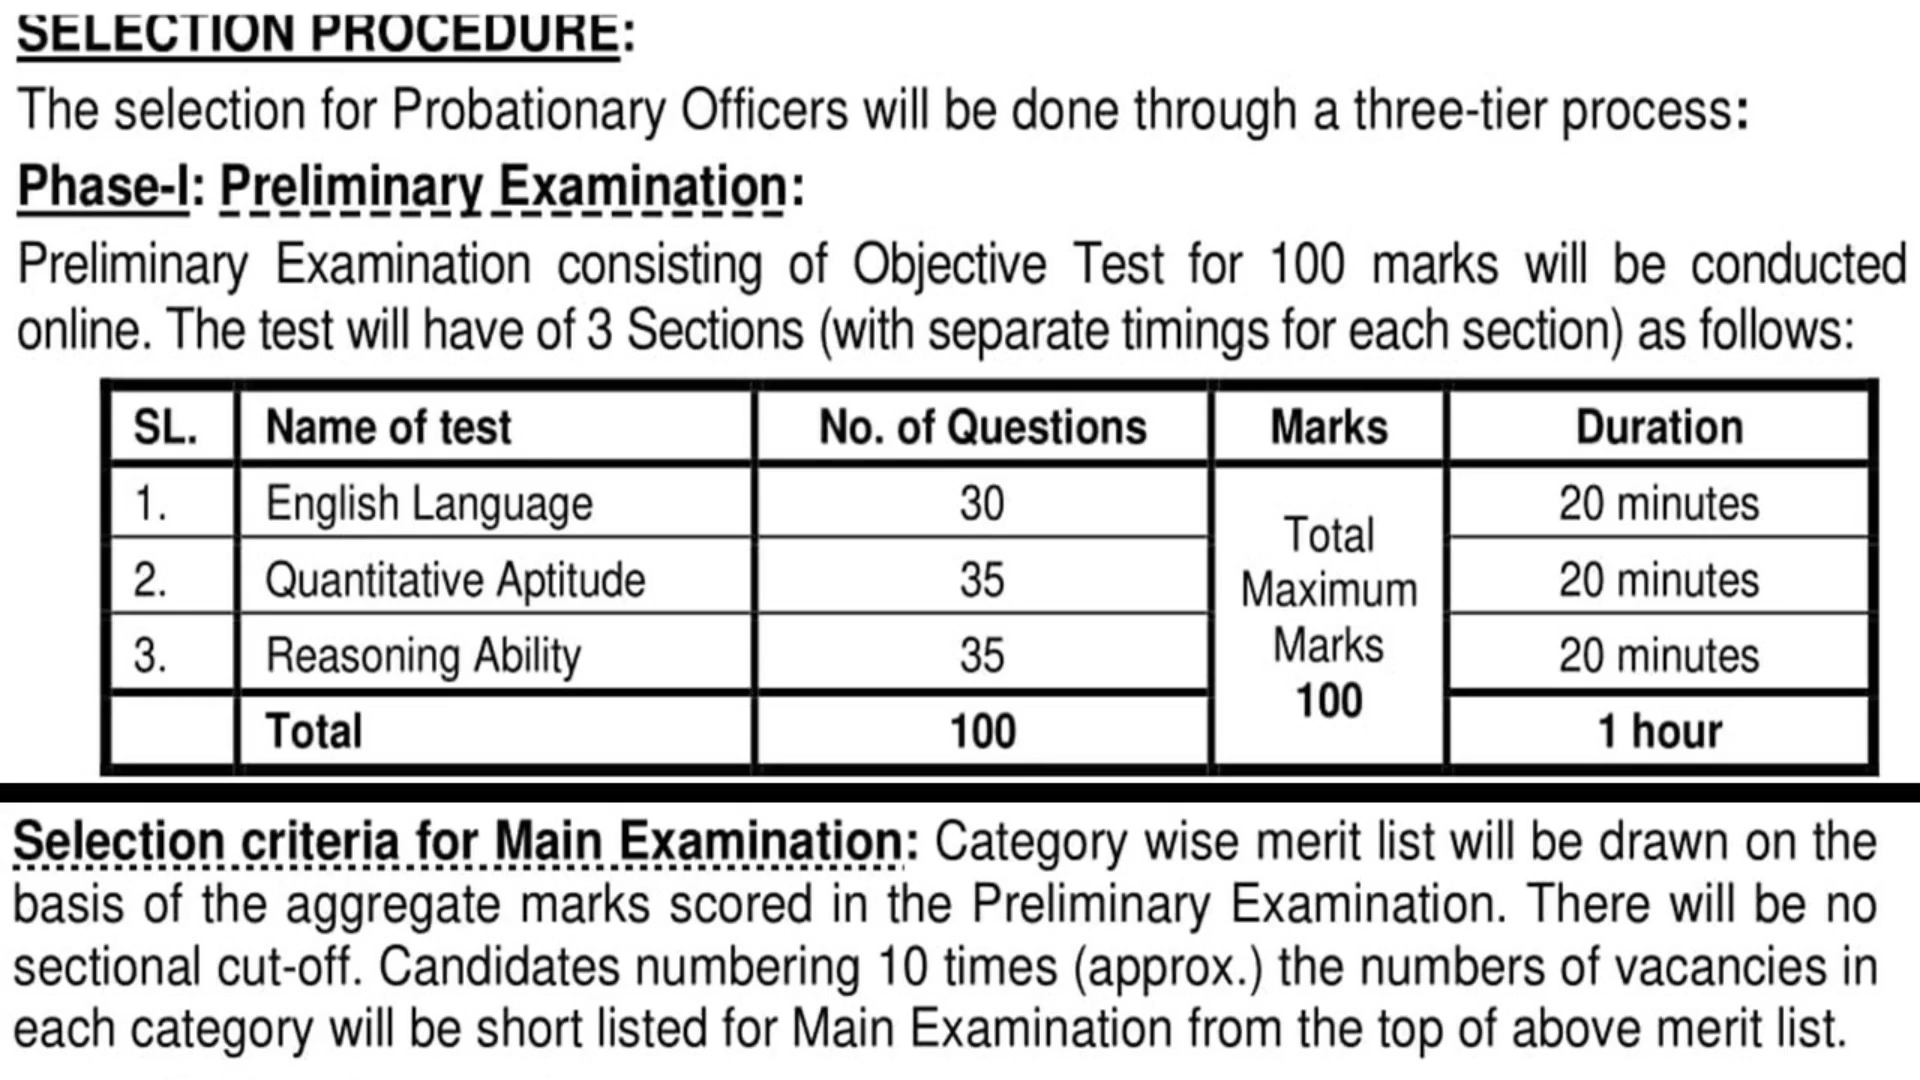 SELECTION PROCEDURE:
The selection for Probationary Officers will be done through a three-tier process:
Phase-I: Preliminary Examination:
Preliminary Examination consisting of Objective Test for 100 marks will be conducted
online. The test will have of 3 Sections (with separate timings for each section) as follows:
SL. Name of test No. of Questions Marks Duration
1. English Language 30 20 minutes
2. Quantitative Aptitude 35 20 minutes
3. Reasoning Ability 35 20 minutes
Total
Maximum
Marks
100
Total 100 1 hour
Selection criteria for Main Examination: Category wise merit list will be drawn on the
basis of the aggregate marks scored in the Preliminary Examination. There will be no
sectional cut-off. Candidates numbering 10 times (approx.) the numbers of vacancies in
each category will be short listed for Main Examination from the top of above merit list.